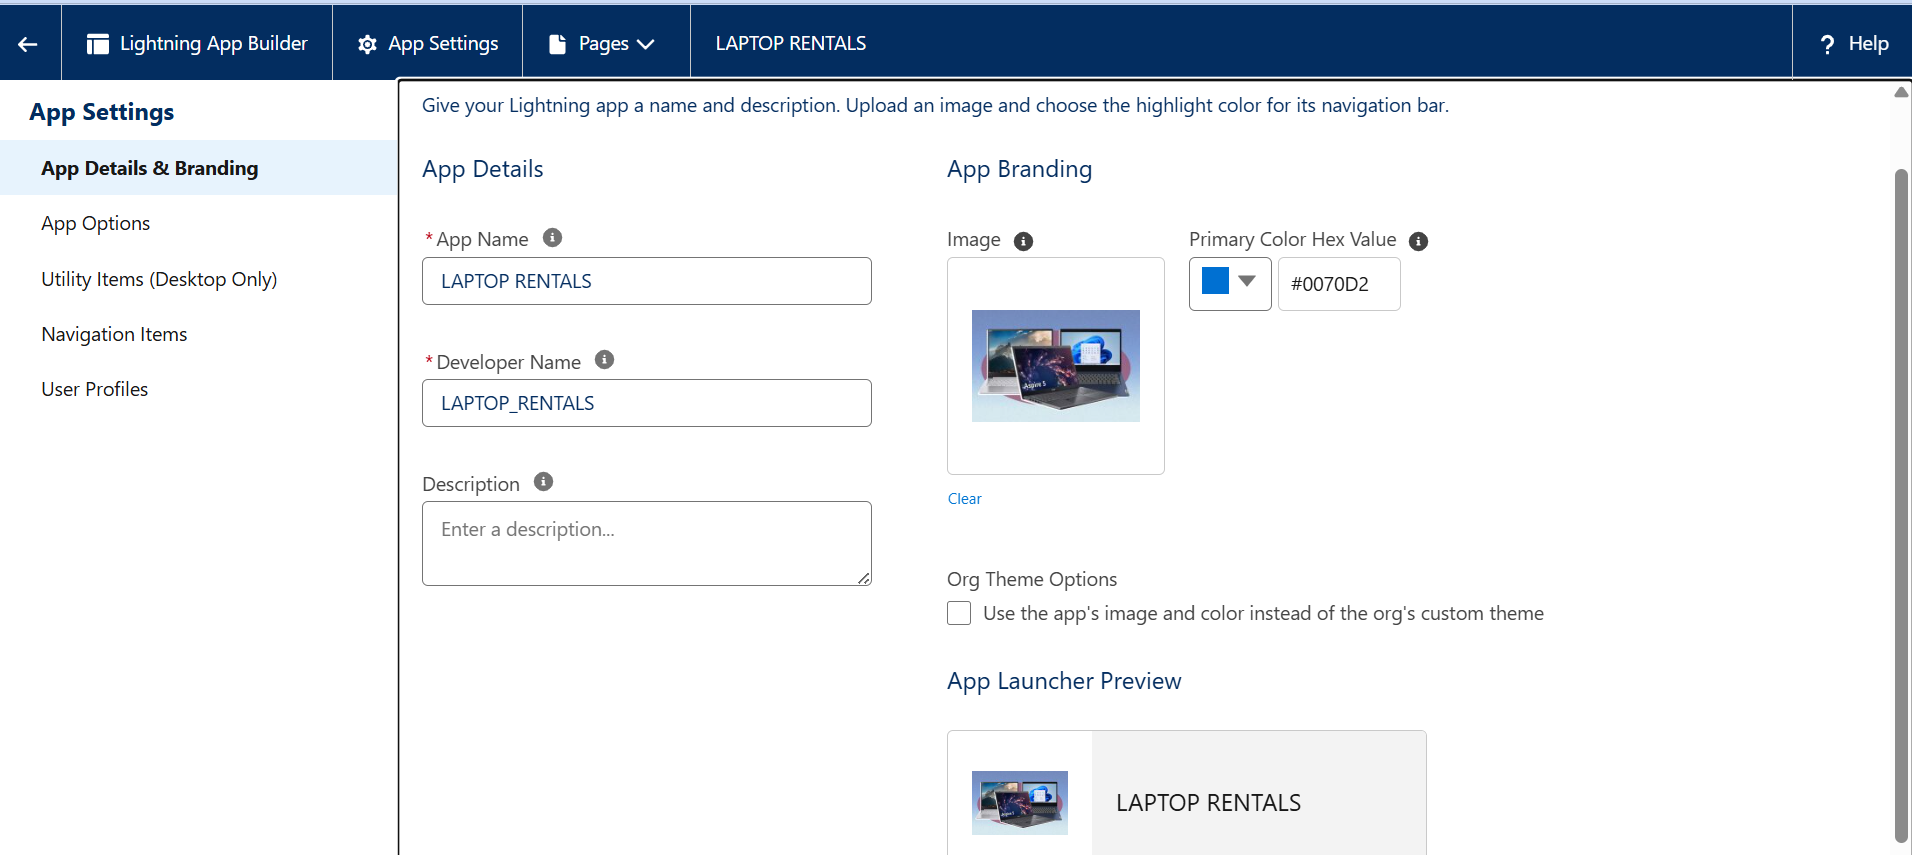 Lightning App Builder
App Settings
Pages
LAPTOP RENTALS
? Help
App Settings
App Details & Branding
App Options
Utility Items (Desktop Only)
Navigation Items
User Profiles
Give your Lightning app a name and description. Upload an image and choose the highlight color for its navigation bar.
App Details
*App Name
LAPTOP RENTALS
*Developer Name
LAPTOP_RENTALS
Description
Enter a description...
App Branding
Image
Aspire 5
Clear
Primary Color Hex Value
#0070D2
Org Theme Options
Use the app's image and color instead of the org's custom theme
App Launcher Preview
LAPTOP RENTALS